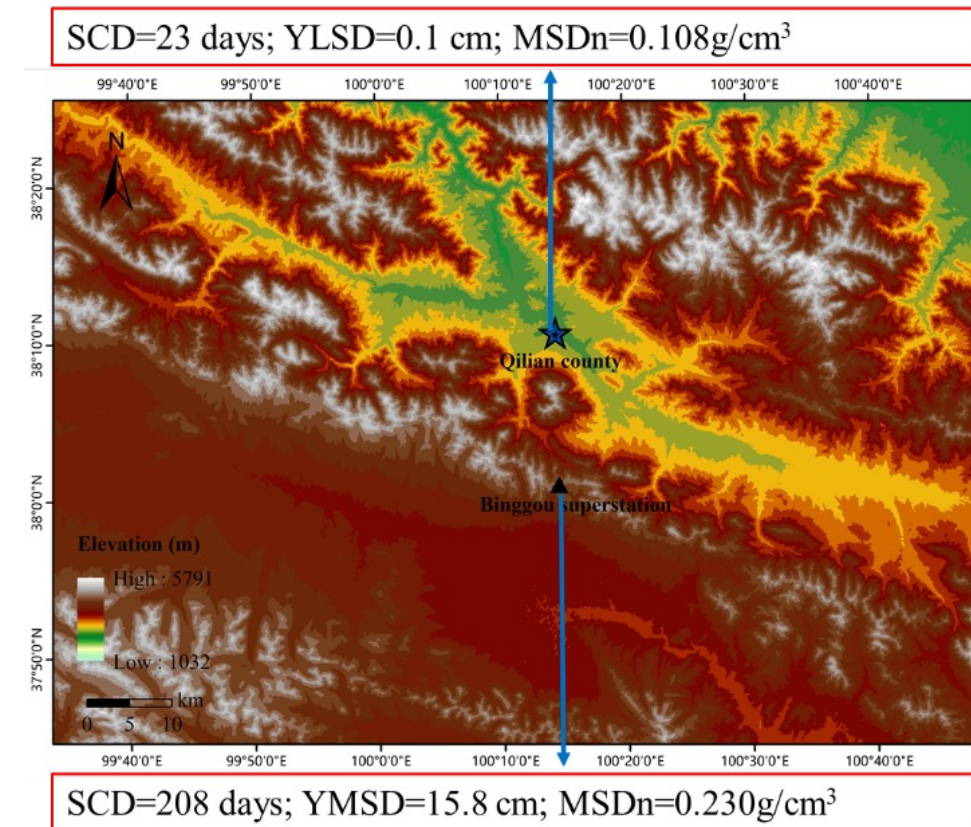 SCD=23 days; YLSD=0.1 cm; MSDn=0.108g/cm³
99°40'0"E 99°50'0"E 100°0'0"E 100°10'0"E 100°20'0"E 100°30'0"E 100°40'0"E
N
38°20'0"N
38°10'0"N
Qilian county
38°0'0"N
Binggou superstation
Elevation (m)
High : 5791
Low : 1032
37°50'0"N
km
0 5 10
99°40'0"E 99°50'0"E 100°0'0"E 100°10'0"E 100°20'0"E 100°30'0"E 100°40'0"E
SCD=208 days; YMSD=15.8 cm; MSDn=0.230g/cm³